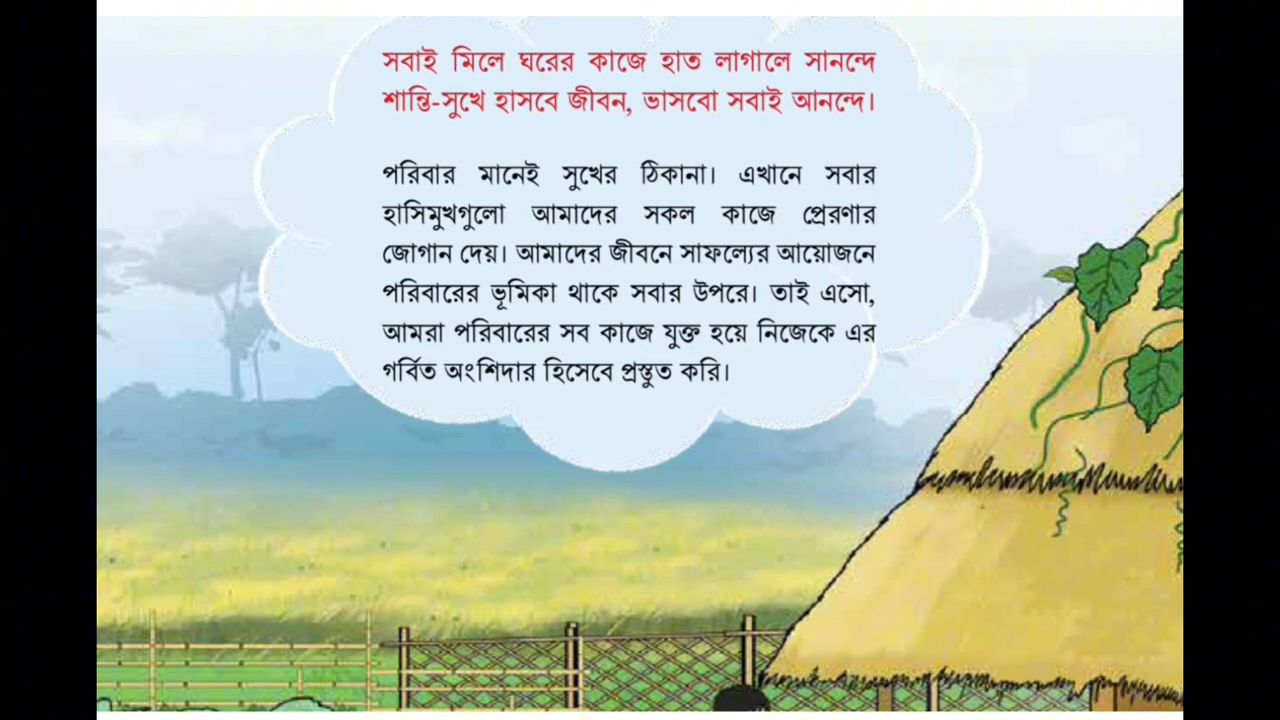 সবাই মিলে ঘরের কাজে হাত লাগালে সানন্দে
শান্তি-সুখে হাসবে জীবন, ভাসবো সবাই আনন্দে।
পরিবার মানেই সুখের ঠিকানা। এখানে সবার
হাসিমুখগুলো আমাদের সকল কাজে প্রেরণার
জোগান দেয়। আমাদের জীবনে সাফল্যের আয়োজনে
পরিবারের ভূমিকা থাকে সবার উপরে। তাই এসো,
আমরা পরিবারের সব কাজে যুক্ত হয়ে নিজেকে এর
গর্বিত অংশিদার হিসেবে প্রস্তুত করি।